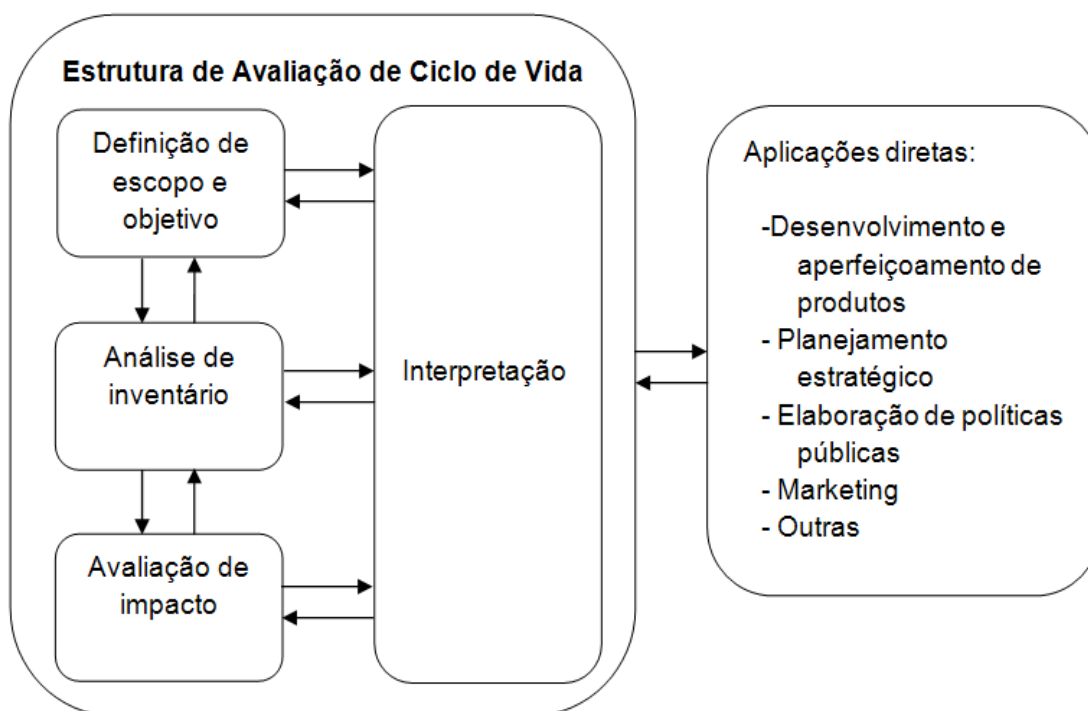 Estrutura de Avaliação de Ciclo de Vida
Definição de
escopo e
objetivo
Análise de
inventário
Avaliação de
impacto
Interpretação
Aplicações diretas:
-Desenvolvimento e
aperfeiçoamento de
produtos
- Planejamento
estratégico
- Elaboração de políticas
públicas
- Marketing
- Outras